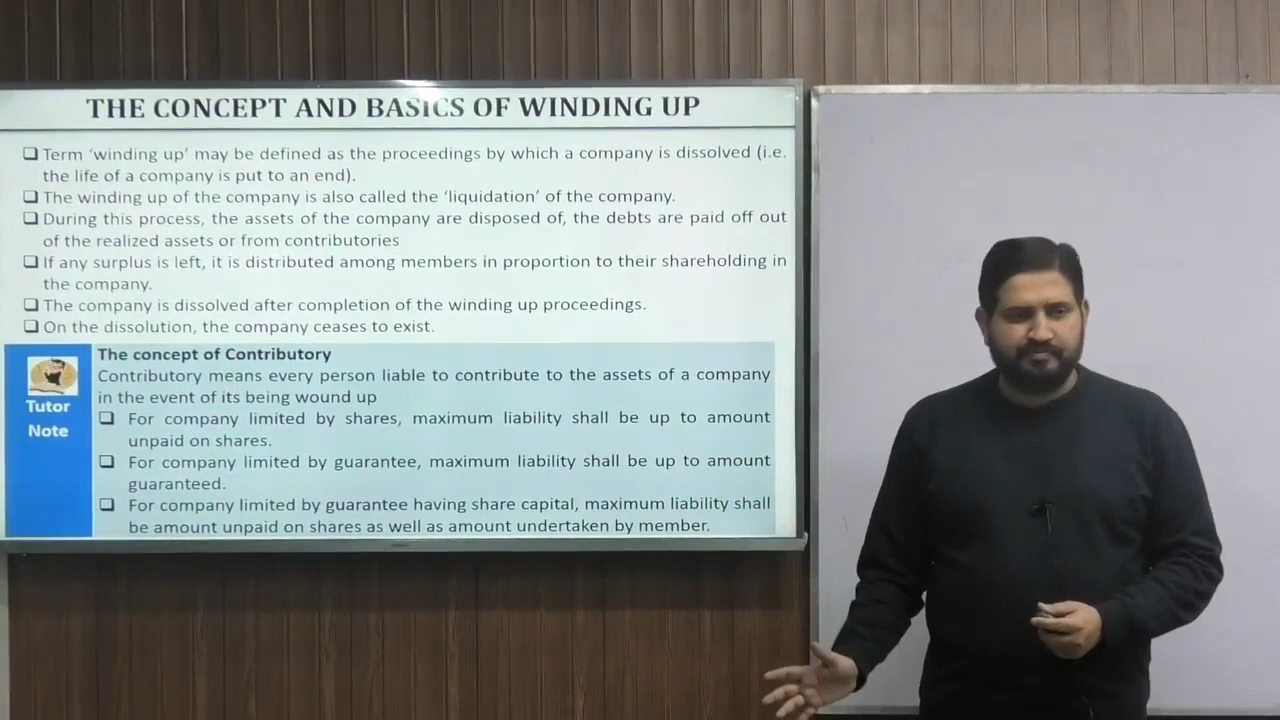 THE CONCEPT AND BASICS OF WINDING UP
❑ Term ‘winding up’ may be defined as the proceedings by which a company is dissolved (i.e.
the life of a company is put to an end).
❑ The winding up of the company is also called the ‘liquidation’ of the company.
❑ During this process, the assets of the company are disposed of, the debts are paid off out
of the realized assets or from contributories
❑ If any surplus is left, it is distributed among members in proportion to their shareholding in
the company.
❑ The company is dissolved after completion of the winding up proceedings.
❑ On the dissolution, the company ceases to exist.
Tutor
Note
The concept of Contributory
Contributory means every person liable to contribute to the assets of a company
in the event of its being wound up
❑ For company limited by shares, maximum liability shall be up to amount
unpaid on shares.
❑ For company limited by guarantee, maximum liability shall be up to amount
guaranteed.
❑ For company limited by guarantee having share capital, maximum liability shall
be amount unpaid on shares as well as amount undertaken by member.